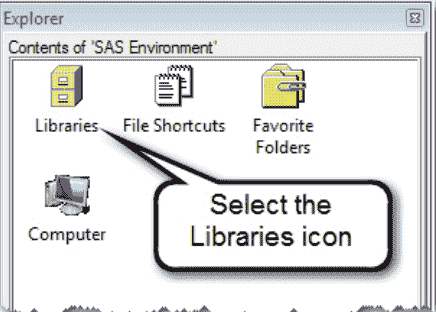 Explorer
Contents of 'SAS Environment'
Libraries
File Shortcuts
Favorite
Folders
Computer
Select the
Libraries icon